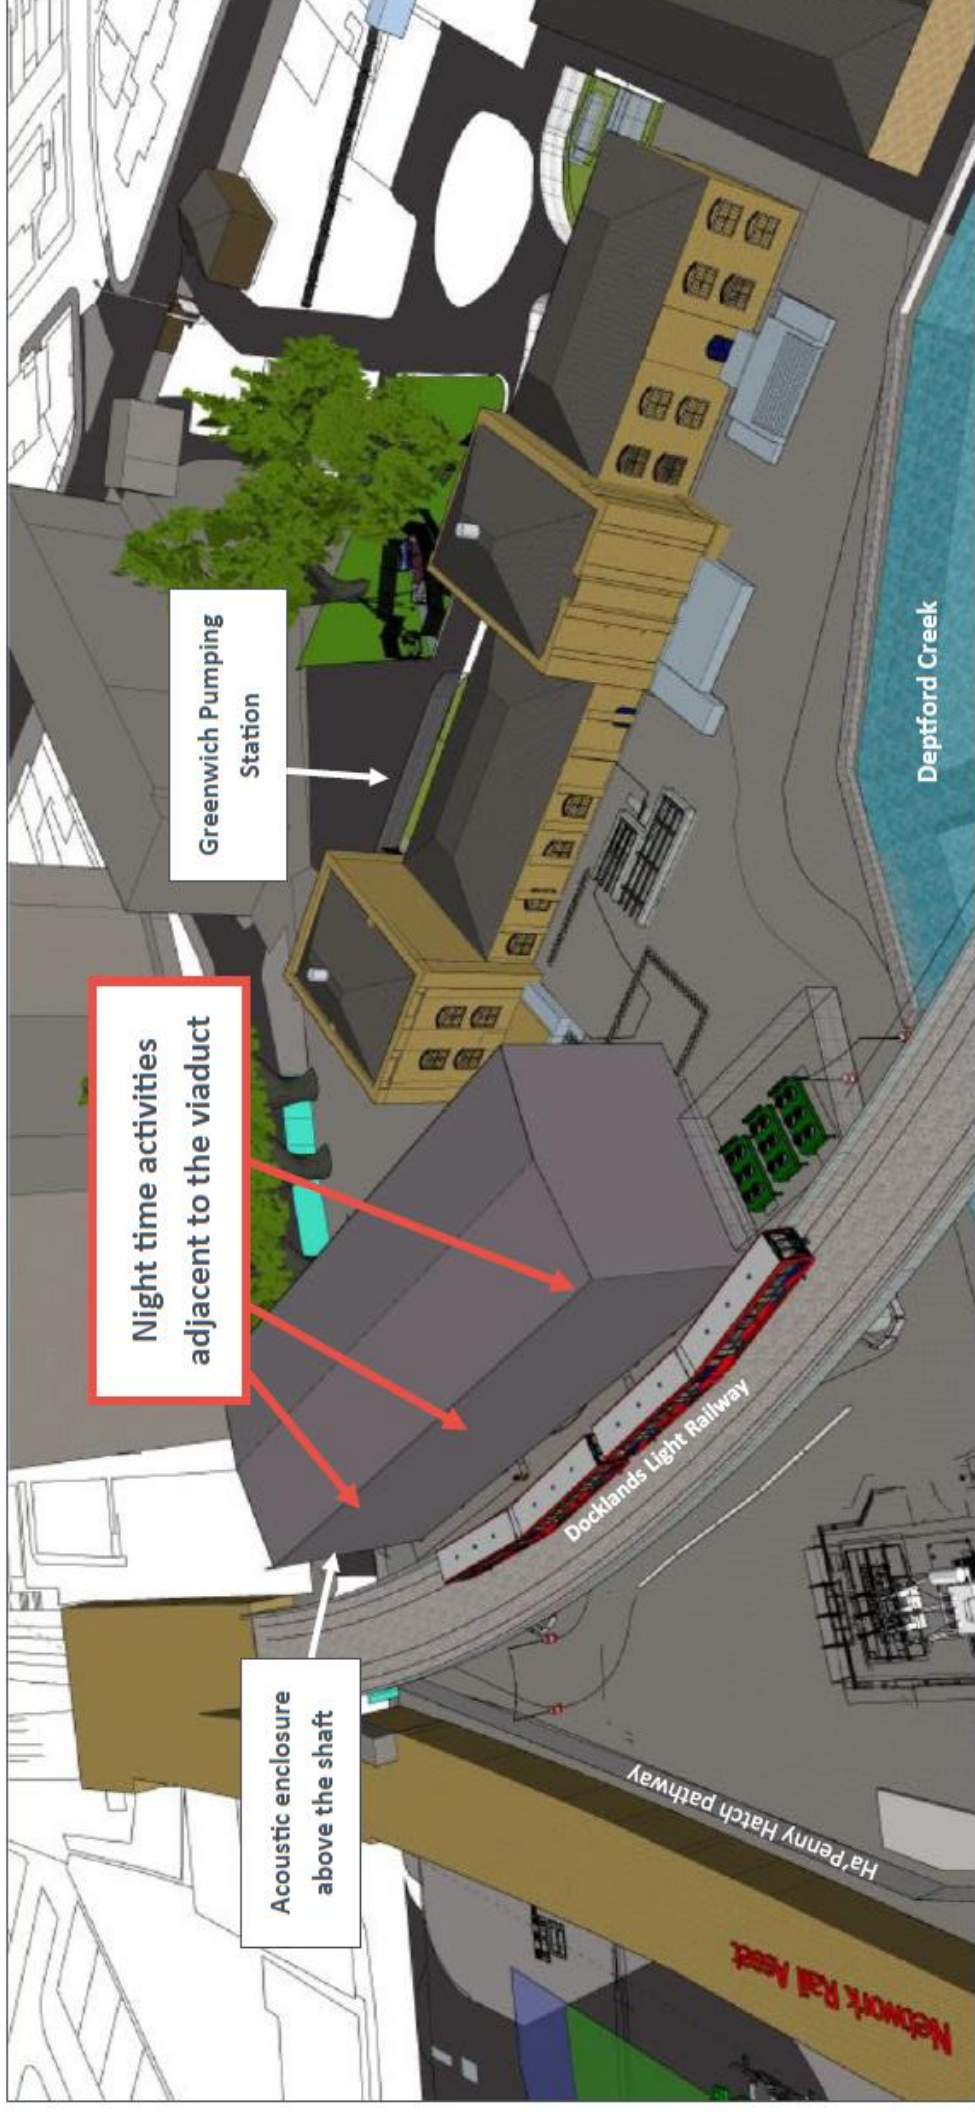 Acoustic enclosure
above the shaft
Night time activities
adjacent to the viaduct
Greenwich Pumping
Station
Docklands Light Railway
Deptford Creek
Ha'Penny Hatch pathway
Network Rail Asset